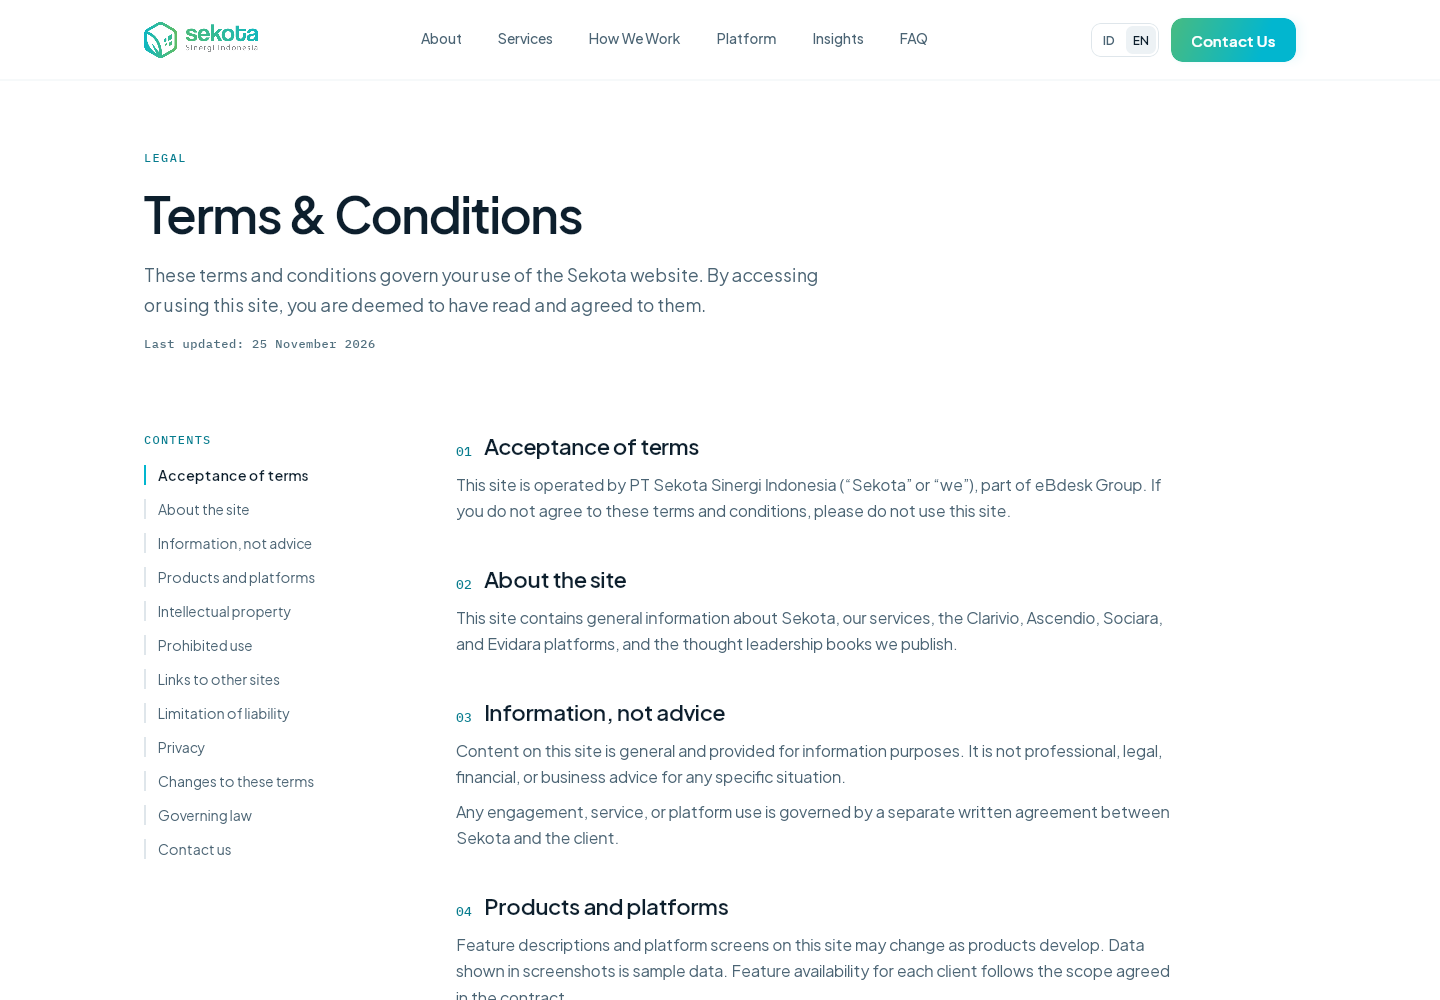 sekota
Sinergi Indonesia
About
Services
How We Work
Platform
Insights
FAQ
ID
EN
Contact Us
LEGAL
Terms & Conditions
These terms and conditions govern your use of the Sekota website. By accessing
or using this site, you are deemed to have read and agreed to them.
Last updated: 25 November 2026
CONTENTS
Acceptance of terms
About the site
Information, not advice
Products and platforms
Intellectual property
Prohibited use
Links to other sites
Limitation of liability
Privacy
Changes to these terms
Governing law
Contact us
01 Acceptance of terms
This site is operated by PT Sekota Sinergi Indonesia (“Sekota” or “we”), part of eBdesk Group. If
you do not agree to these terms and conditions, please do not use this site.
02 About the site
This site contains general information about Sekota, our services, the Clarivio, Ascendio, Sociara,
and Evidara platforms, and the thought leadership books we publish.
03 Information, not advice
Content on this site is general and provided for information purposes. It is not professional, legal,
financial, or business advice for any specific situation.
Any engagement, service, or platform use is governed by a separate written agreement between
Sekota and the client.
04 Products and platforms
Feature descriptions and platform screens on this site may change as products develop. Data
shown in screenshots is sample data. Feature availability for each client follows the scope agreed
in the contract.